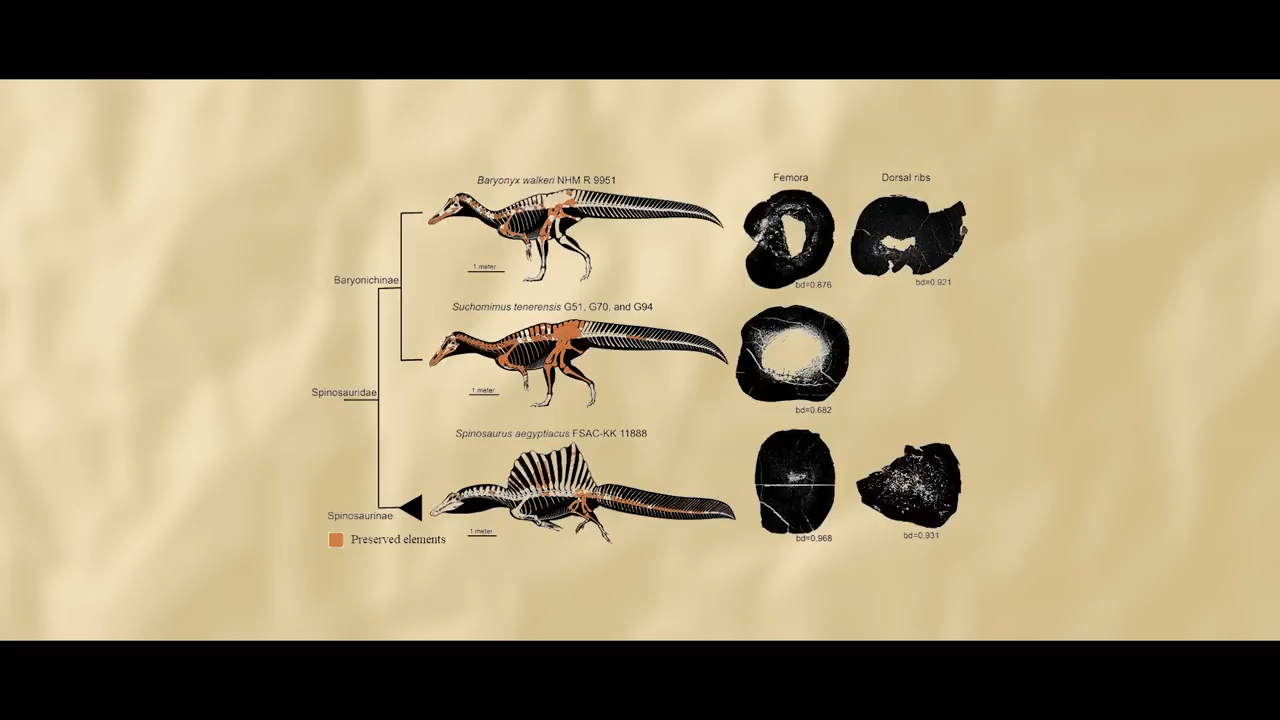 Baryonyx walkeri NHM R 9951
Femora
Dorsal ribs
1 meter
bd=0.876
bd=0.921
Baryonichinae
Suchomimus tenerensis G51, G70, and G94
1 meter
bd=0.682
Spinosauridae
Spinosaurus aegyptiacus FSAC-KK 11888
1 meter
bd=0.968
bd=0.931
Spinosaurinae
Preserved elements